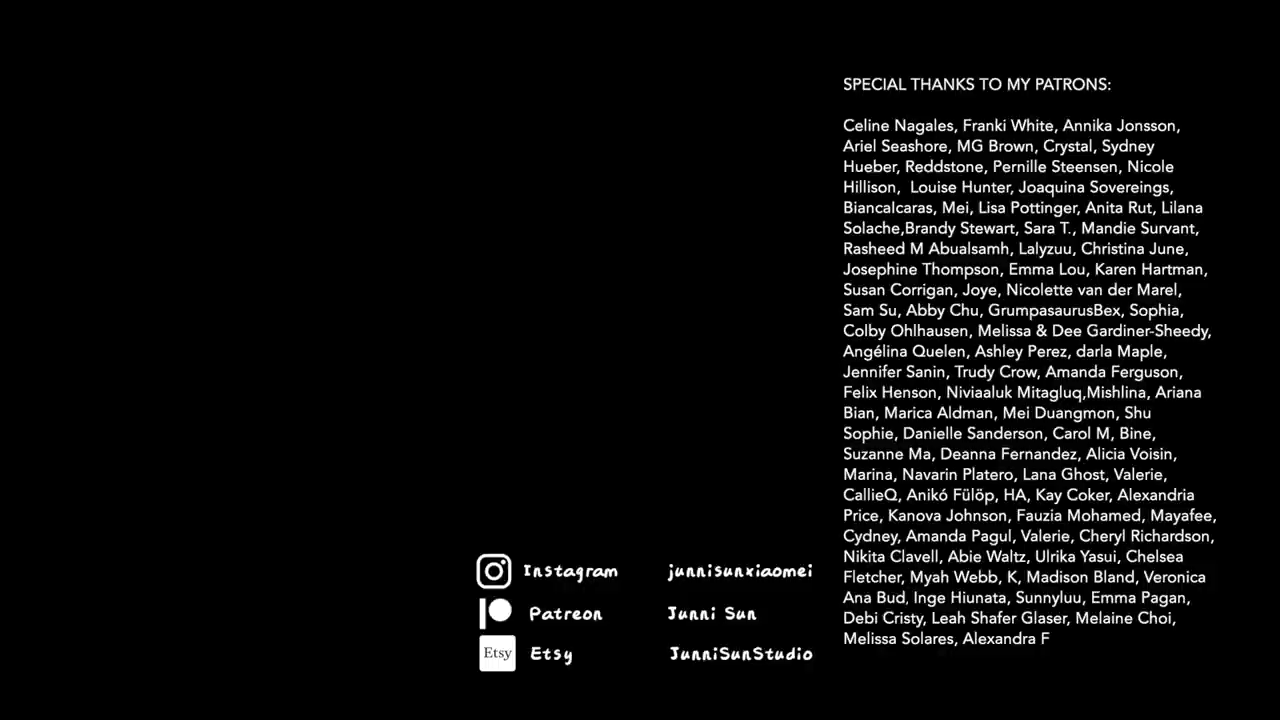 SPECIAL THANKS TO MY PATRONS:
Celine Nagales, Franki White, Annika Jonsson,
Ariel Seashore, MG Brown, Crystal, Sydney
Hueber, Reddstone, Pernille Steensen, Nicole
Hillison,  Louise Hunter, Joaquina Sovereings,
Biancalcaras, Mei, Lisa Pottinger, Anita Rut, Lilana
Solache,Brandy Stewart, Sara T., Mandie Survant,
Rasheed M Abualsamh, Lalyzuu, Christina June,
Josephine Thompson, Emma Lou, Karen Hartman,
Susan Corrigan, Joye, Nicolette van der Marel,
Sam Su, Abby Chu, GrumpasaurusBex, Sophia,
Colby Ohlhausen, Melissa & Dee Gardiner-Sheedy,
Angélina Quelen, Ashley Perez, darla Maple,
Jennifer Sanin, Trudy Crow, Amanda Ferguson,
Felix Henson, Niviaaluk Mitagluq,Mishlina, Ariana
Bian, Marica Aldman, Mei Duangmon, Shu
Sophie, Danielle Sanderson, Carol M, Bine,
Suzanne Ma, Deanna Fernandez, Alicia Voisin,
Marina, Navarin Platero, Lana Ghost, Valerie,
CallieQ, Anikó Fülöp, HA, Kay Coker, Alexandria
Price, Kanova Johnson, Fauzia Mohamed, Mayafee,
Cydney, Amanda Pagul, Valerie, Cheryl Richardson,
Nikita Clavell, Abie Waltz, Ulrika Yasui, Chelsea
Fletcher, Myah Webb, K, Madison Bland, Veronica
Ana Bud, Inge Hiunata, Sunnyluu, Emma Pagan,
Debi Cristy, Leah Shafer Glaser, Melaine Choi,
Melissa Solares, Alexandra F
Instagram junnisunxiaomei
Patreon Junni Sun
Etsy Etsy JunniSunStudio